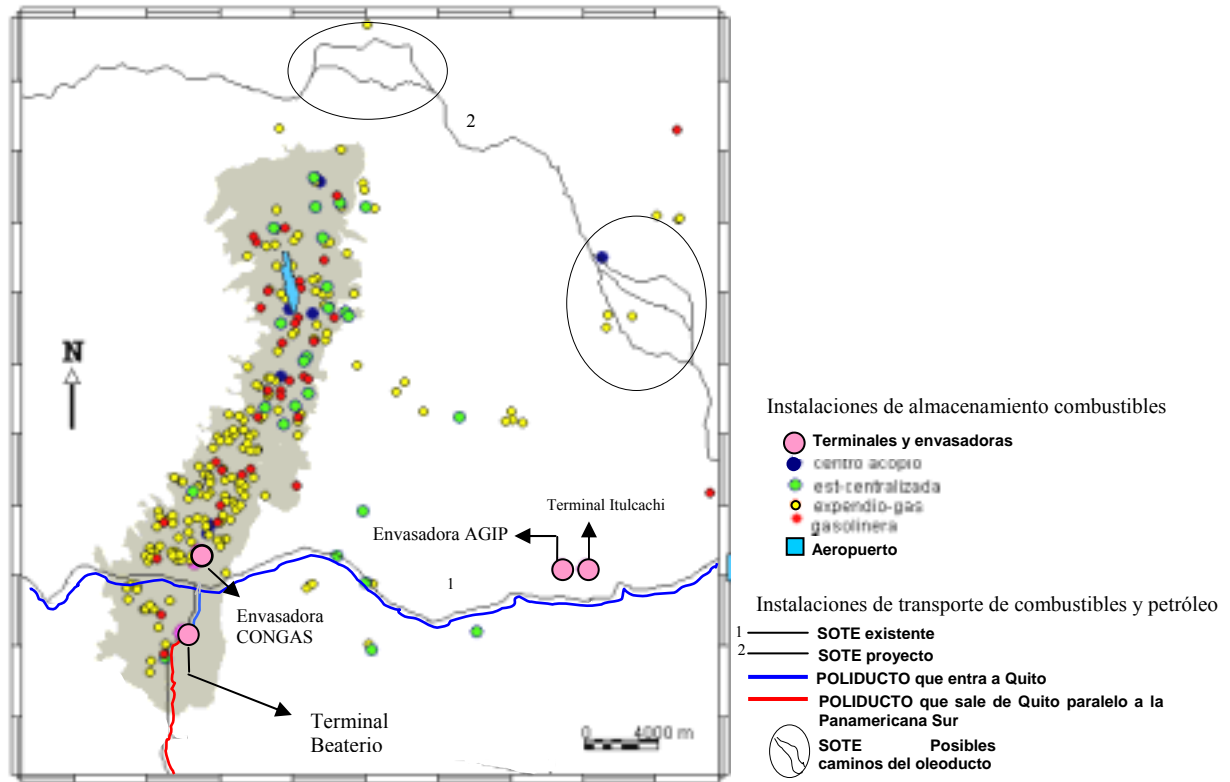 2
N
Envasadora AGIP
Terminal Itulcachi
1
Envasadora
CONGAS
Terminal
Beaterio
0 4000 m
Instalaciones de almacenamiento combustibles
Terminales y envasadoras
centro acopio
est-centralizada
expendio-gas
gasolinera
Aeropuerto
Instalaciones de transporte de combustibles y petróleo
1 SOTE existente
2 SOTE proyecto
POLIDUCTO que entra a Quito
POLIDUCTO que sale de Quito paralelo a la
Panamericana Sur
SOTE Posibles
caminos del oleoducto